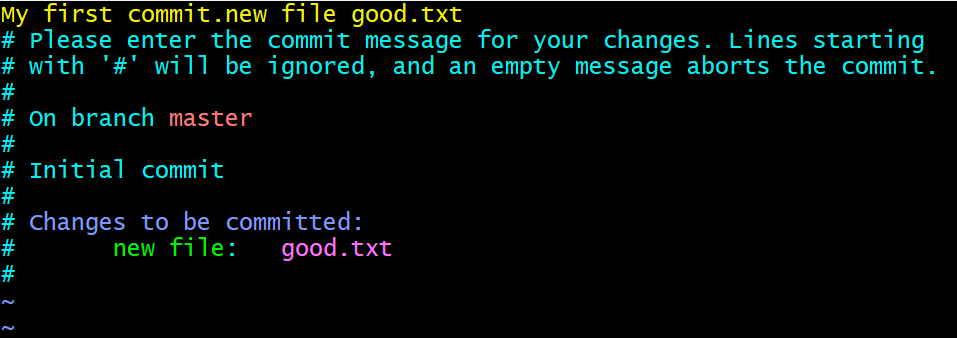 My first commit.new file good.txt
# Please enter the commit message for your changes. Lines starting
# with '#' will be ignored, and an empty message aborts the commit.
#
# On branch master
#
# Initial commit
#
# Changes to be committed:
#       new file:   good.txt
#
~
~